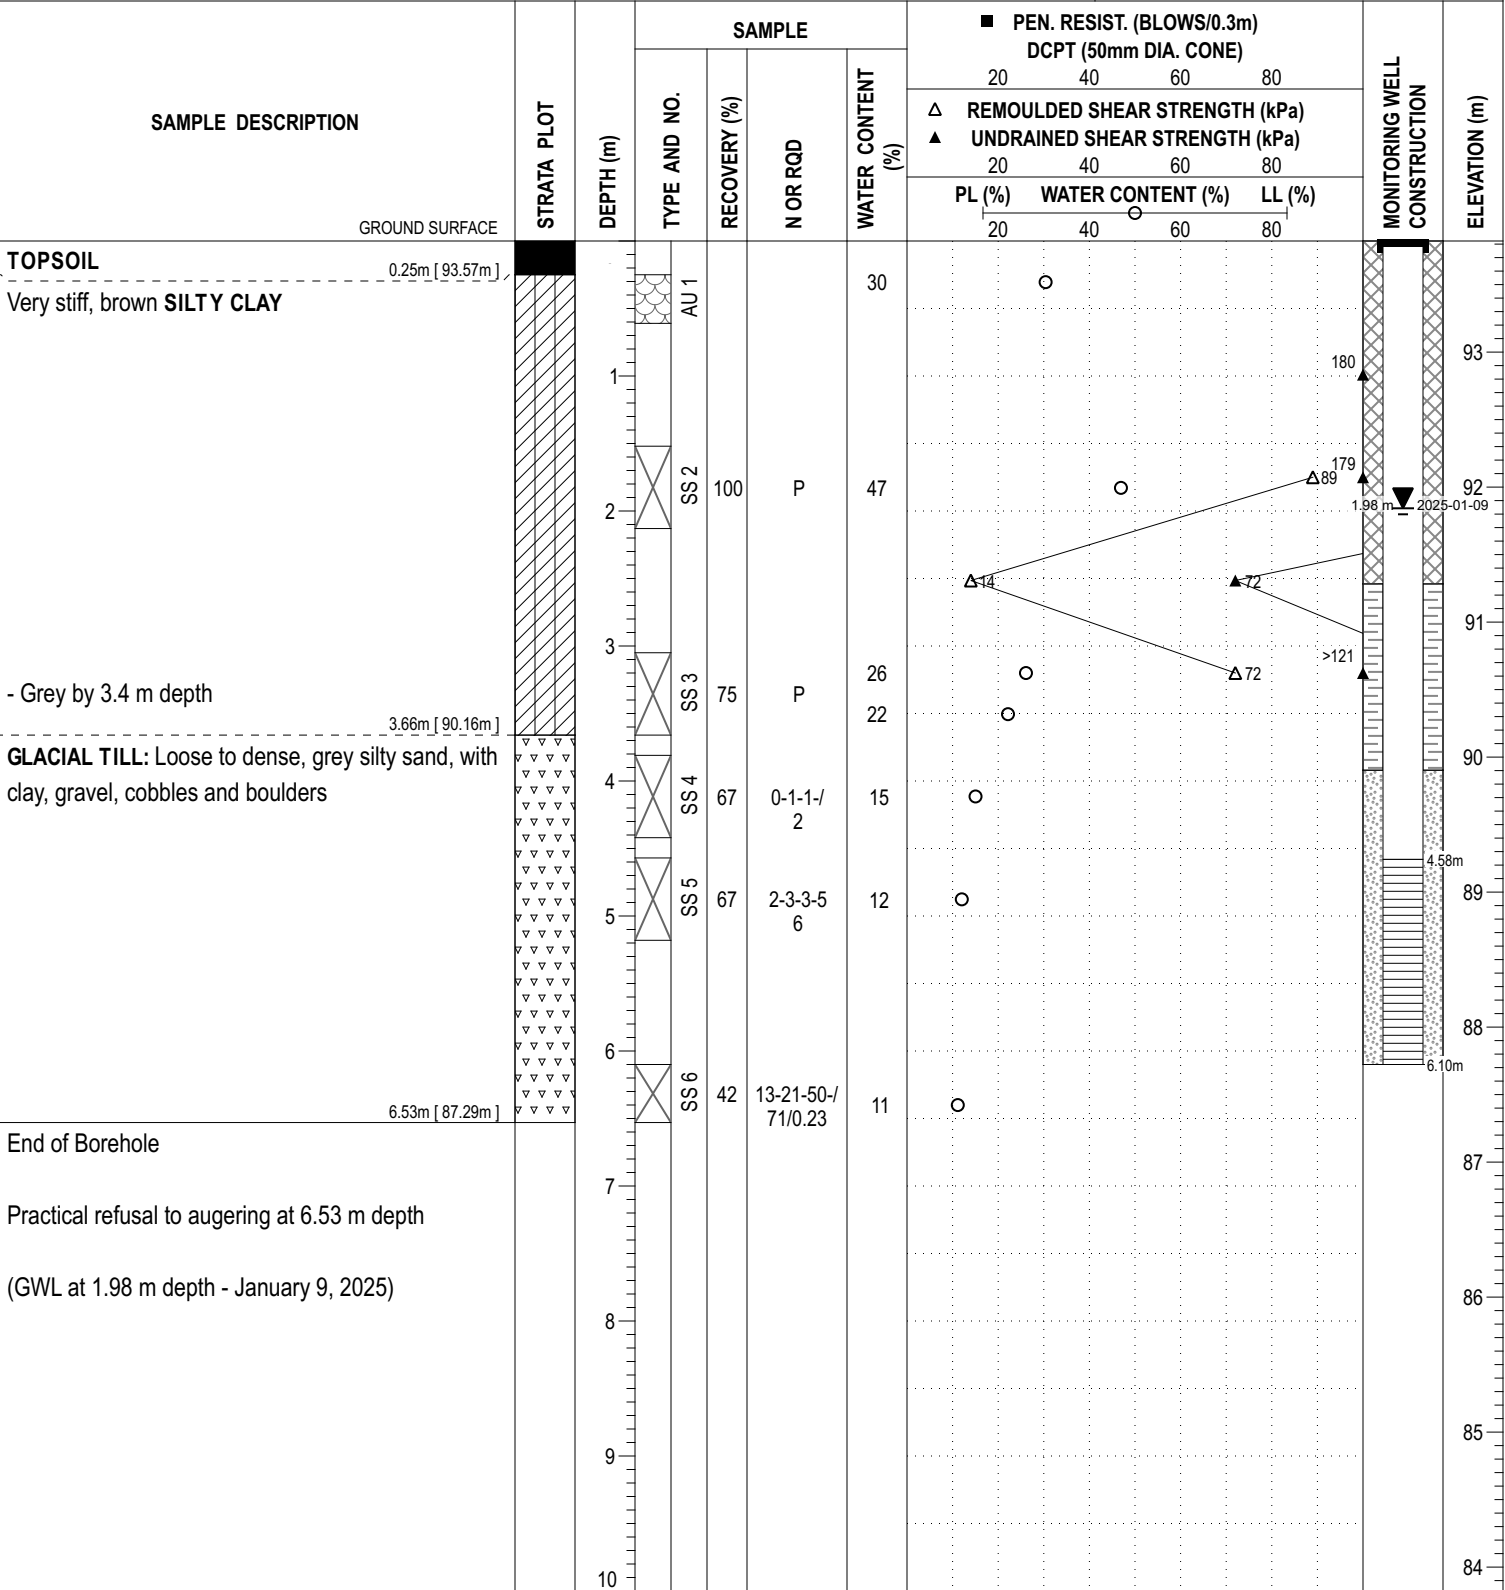 SAMPLE DESCRIPTION
GROUND SURFACE
STRATA PLOT
DEPTH (m)
SAMPLE
TYPE AND NO.
RECOVERY (%)
N OR RQD
WATER CONTENT
(%)
■ PEN. RESIST. (BLOWS/0.3m)
DCPT (50mm DIA. CONE)
20 40 60 80
△ REMOULDED SHEAR STRENGTH (kPa)
▲ UNDRAINED SHEAR STRENGTH (kPa)
20 40 60 80
PL (%) WATER CONTENT (%) LL (%)
20 40 60 80
MONITORING WELL
CONSTRUCTION
ELEVATION (m)
TOPSOIL
0.25m [ 93.57m ]
Very stiff, brown SILTY CLAY
AU 1
30
93
1
180
SS 2
100
P
47
179
89
92
2
1.98 m
2025-01-09
14
72
91
3
>121
- Grey by 3.4 m depth
SS 3
75
P
26
72
22
3.66m [ 90.16m ]
GLACIAL TILL: Loose to dense, grey silty sand, with
clay, gravel, cobbles and boulders
90
4
SS 4
67
0-1-1-/
2
15
4.58m
SS 5
67
2-3-3-5
6
12
89
5
88
6
6.10m
SS 6
42
13-21-50-/
71/0.23
11
6.53m [ 87.29m ]
End of Borehole
87
7
Practical refusal to augering at 6.53 m depth
(GWL at 1.98 m depth - January 9, 2025)
86
8
85
9
84
10